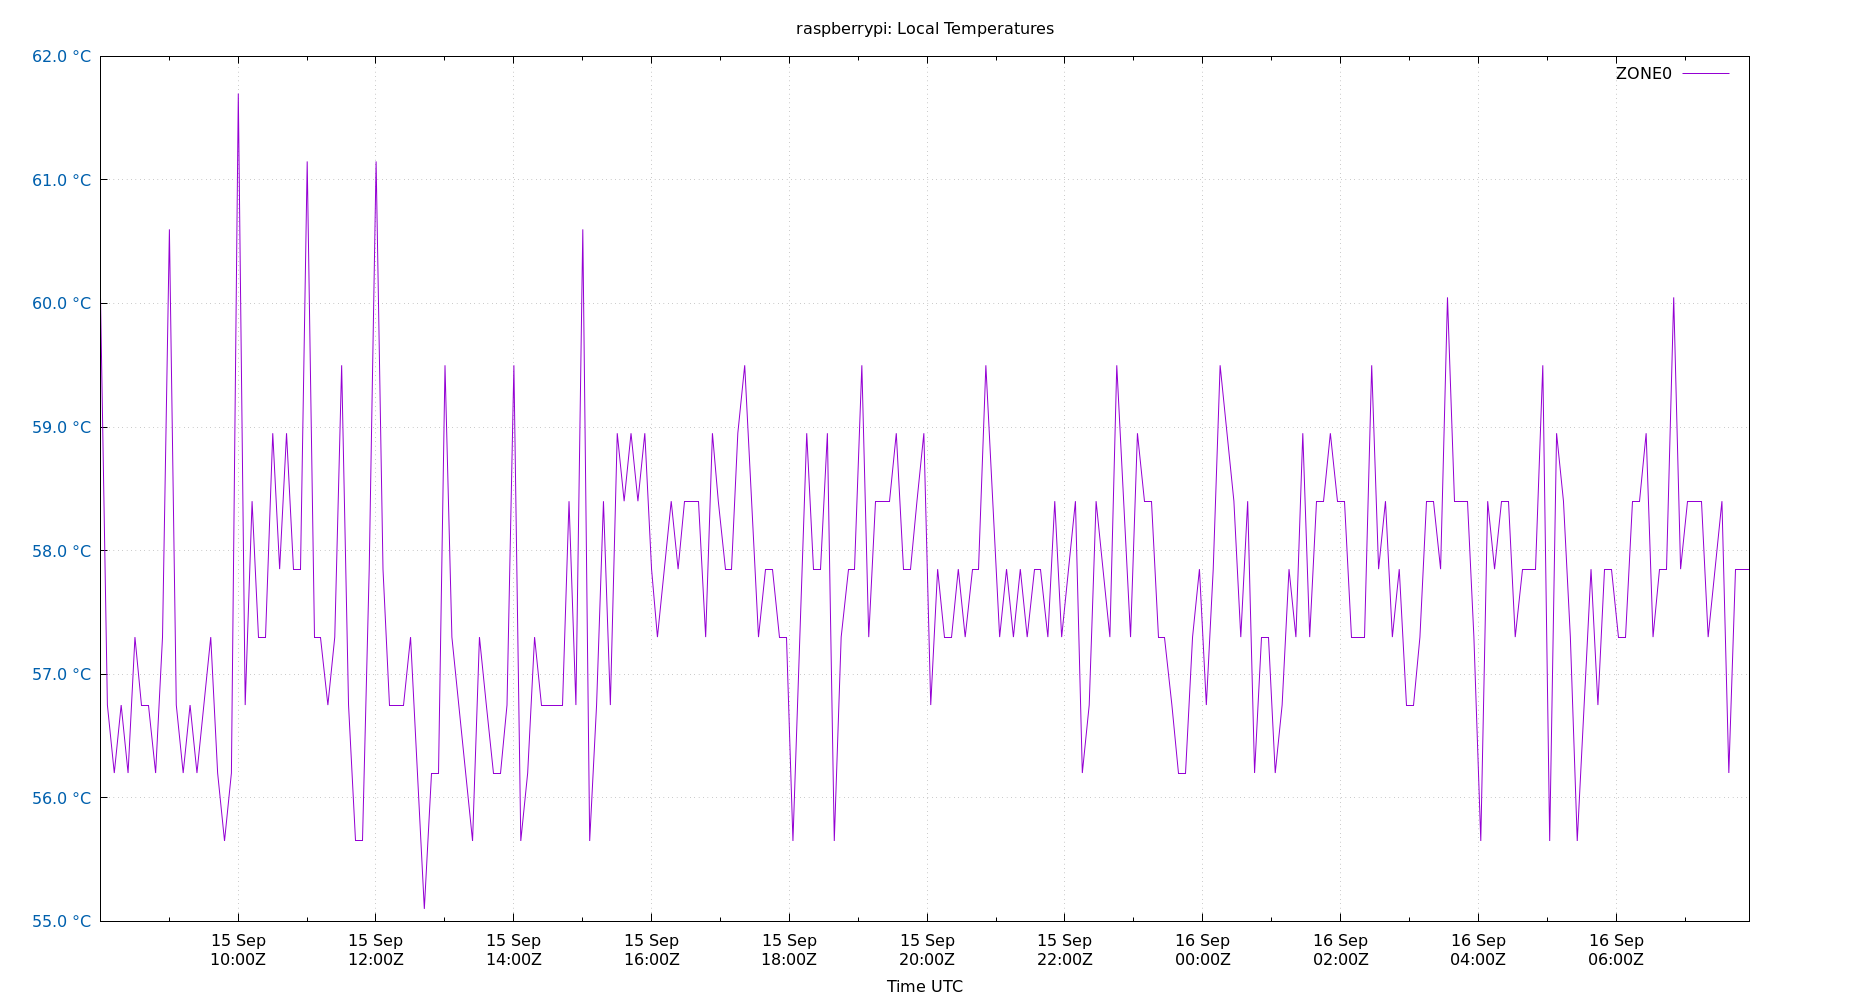 raspberrypi: Local Temperatures
62.0 °C
ZONE0
61.0 °C
60.0 °C
59.0 °C
58.0 °C
57.0 °C
56.0 °C
55.0 °C
15 Sep 15 Sep 15 Sep 15 Sep 15 Sep 15 Sep 15 Sep 16 Sep 16 Sep 16 Sep 16 Sep
10:00Z 12:00Z 14:00Z 16:00Z 18:00Z 20:00Z 22:00Z 00:00Z 02:00Z 04:00Z 06:00Z
Time UTC